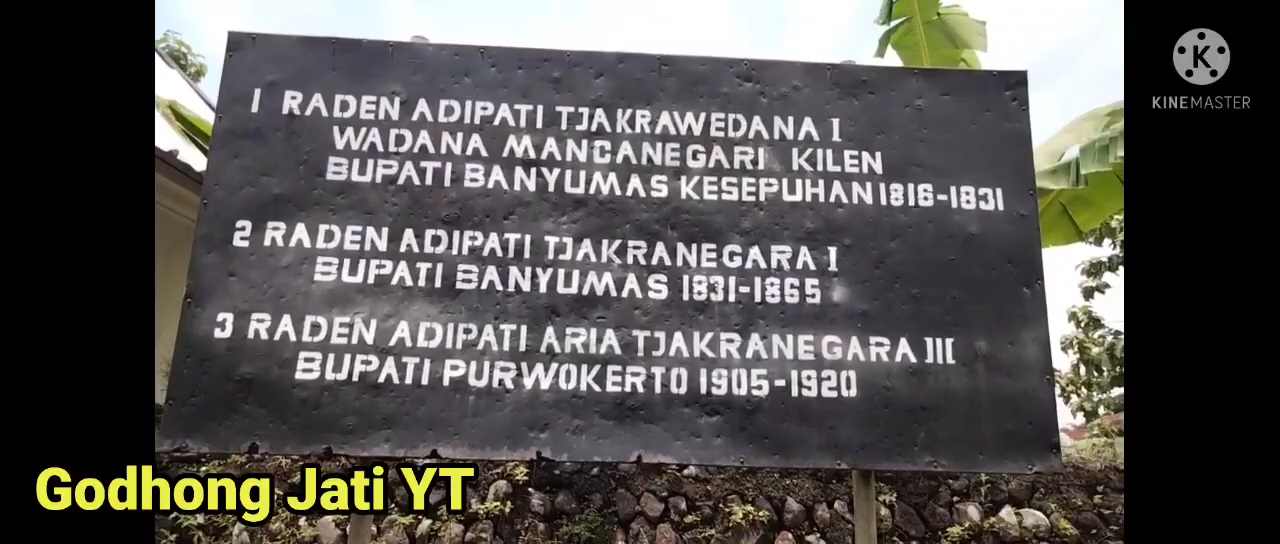 1 RADEN ADIPATI TJAKRAWEDANA I
WADANA MANCANEGARI KILEN
BUPATI BANYUMAS KESEPUHAN 1816-1831
2 RADEN ADIPATI TJAKRANEGARA I
BUPATI BANYUMAS 1831-1865
3 RADEN ADIPATI ARIA TJAKRANEGARA III
BUPATI PURWOKERTO 1905-1920
Godhong Jati YT
K
KINEMASTER